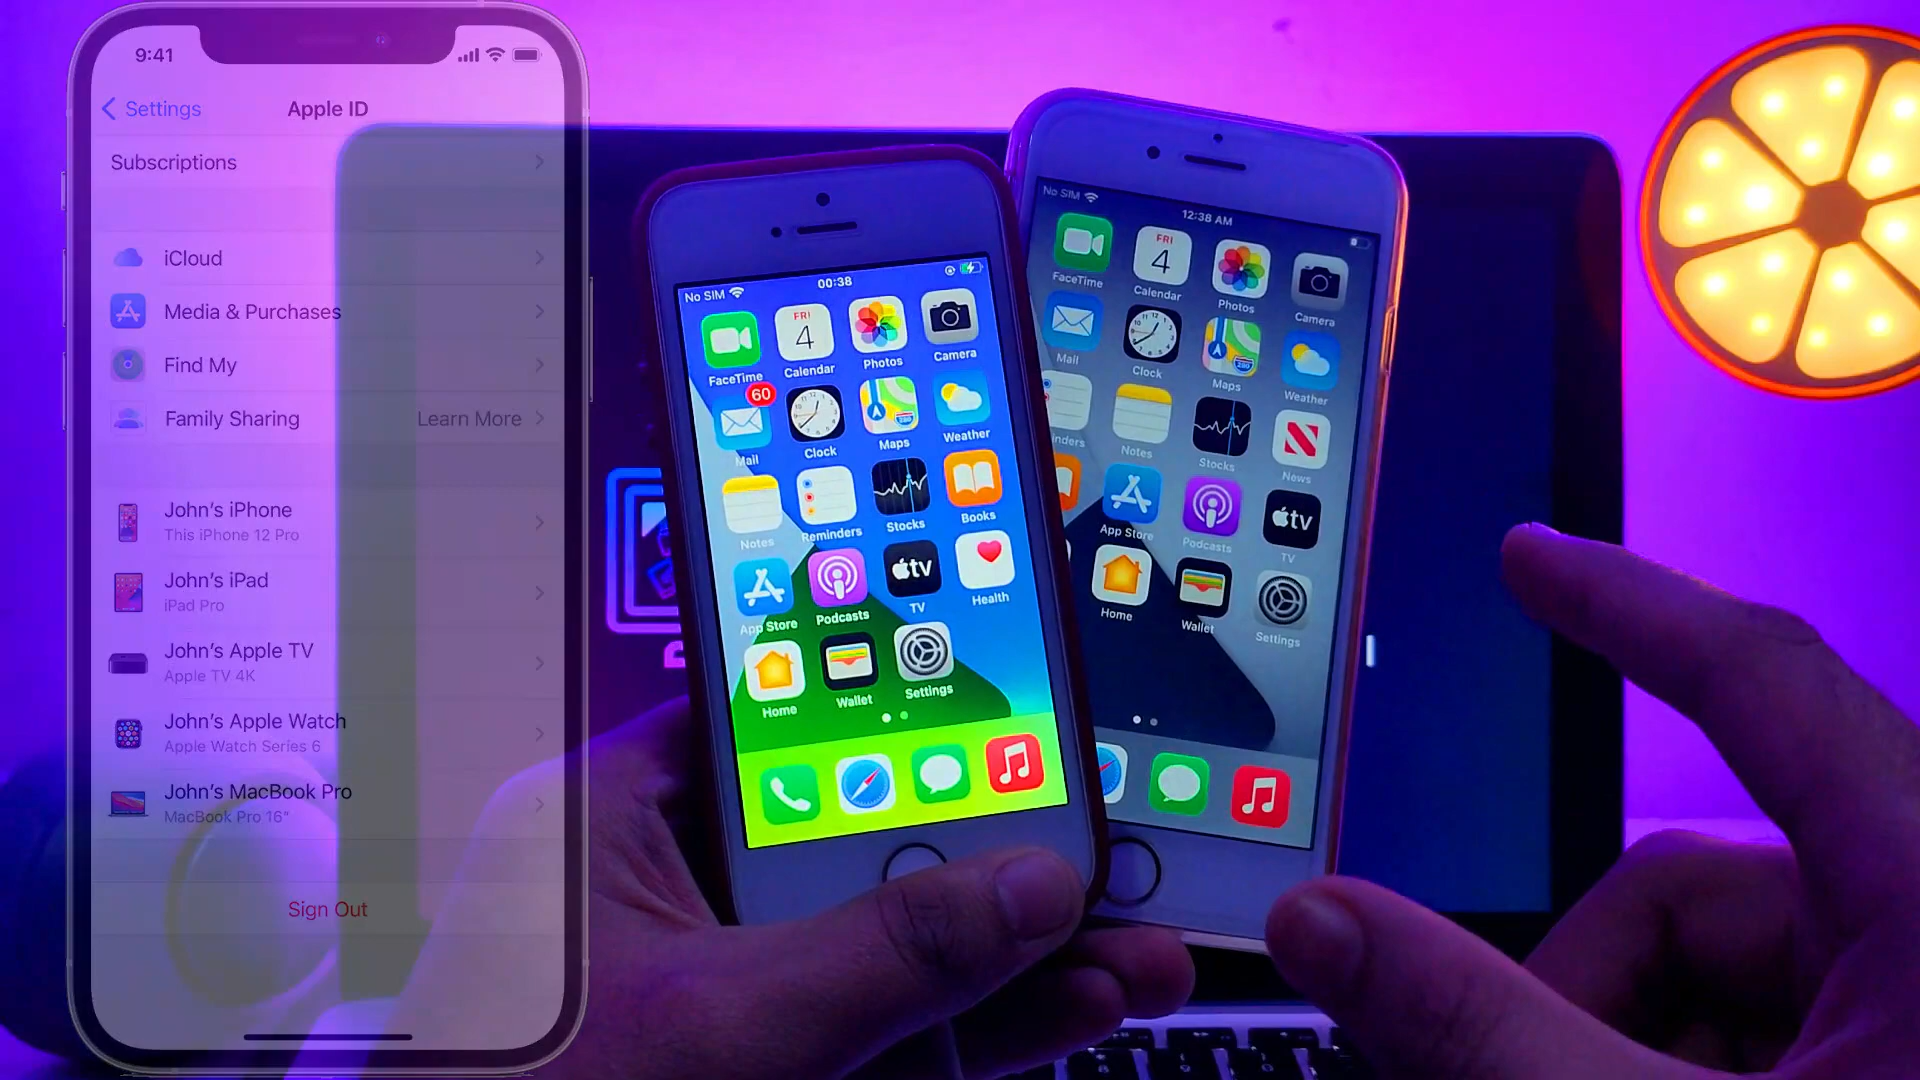 9:41
Settings
Apple ID
Subscriptions
iCloud
Media & Purchases
Find My
Family Sharing
Learn More
John's iPhone
This iPhone 12 Pro
John's iPad
iPad Pro
John's Apple TV
Apple TV 4K
John's Apple Watch
Apple Watch Series 6
John's MacBook Pro
MacBook Pro 16"
Sign Out
No SIM
00:38
FRI
4
FaceTime
Calendar
Photos
Camera
60
Mail
Clock
Maps
Weather
Notes
Reminders
Stocks
Books
tv
App Store
Podcasts
TV
Health
Home
Wallet
Settings
No SIM
12:38 AM
FRI
4
FaceTime
Calendar
Photos
Camera
Mail
Clock
Maps
Weather
inders
Notes
Stocks
News
tv
App Store
Podcasts
TV
Home
Wallet
Settings